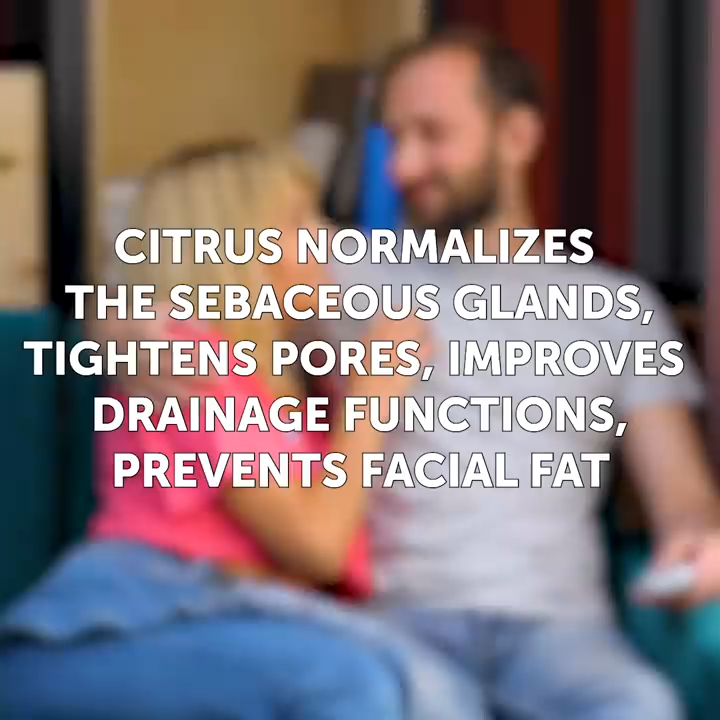 CITRUS NORMALIZES
THE SEBACEOUS GLANDS,
TIGHTENS PORES, IMPROVES
DRAINAGE FUNCTIONS,
PREVENTS FACIAL FAT